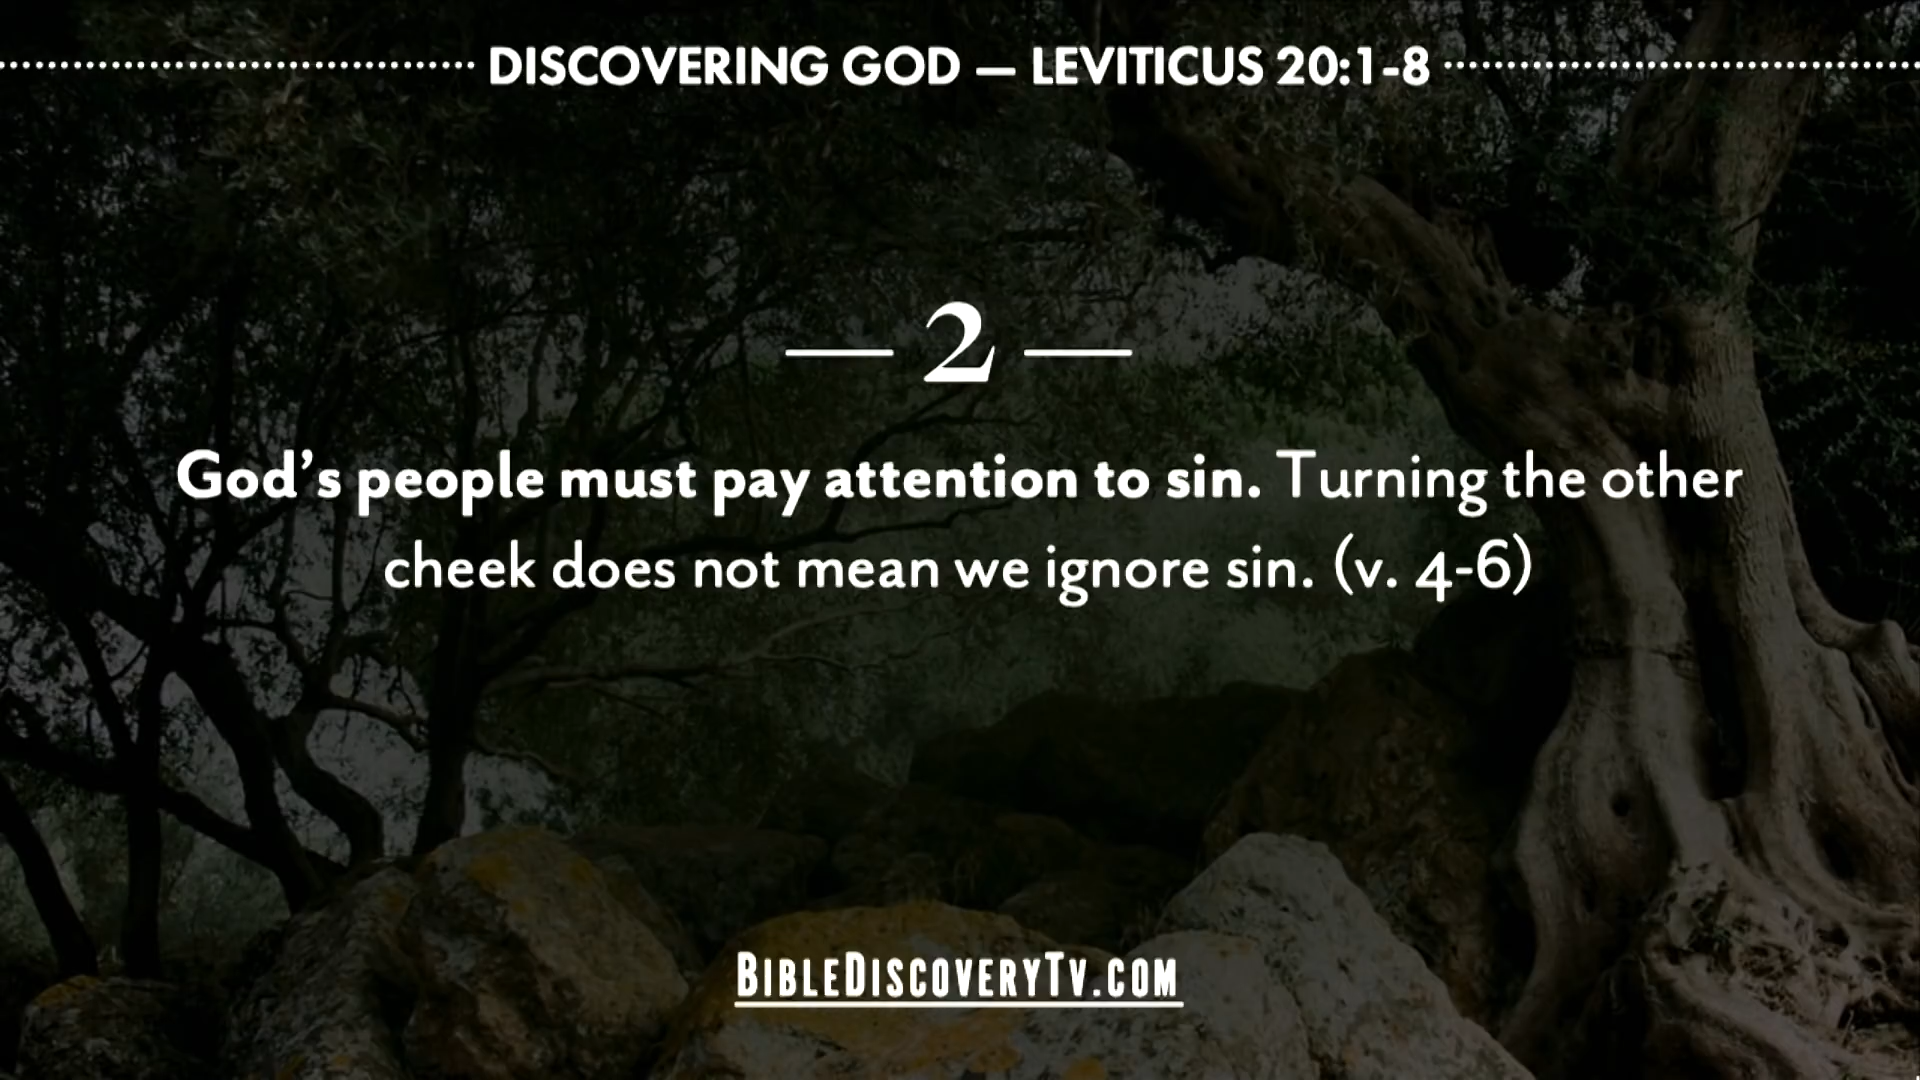 DISCOVERING GOD — LEVITICUS 20:1-8
— 2 —
God’s people must pay attention to sin. Turning the other
cheek does not mean we ignore sin. (v. 4-6)
BIBLEDISCOVERYTV.COM